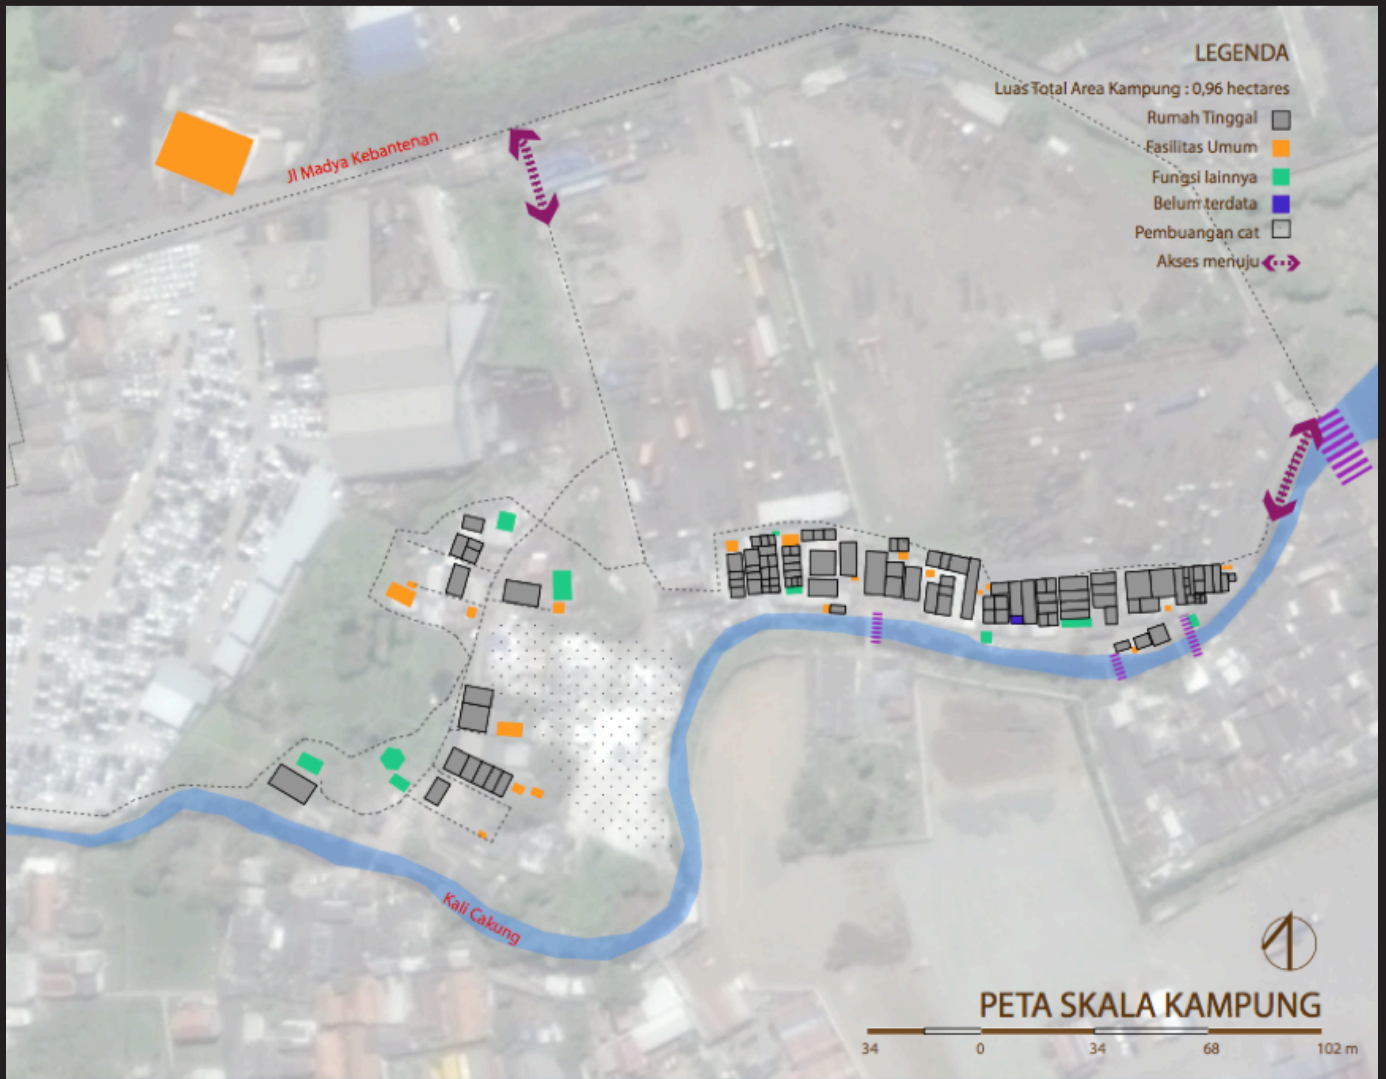 LEGENDA
Luas Total Area Kampung : 0,96 hectares
Rumah Tinggal
Fasilitas Umum
Fungsi lainnya
Belum terdata
Pembuangan cat
Akses menuju
Jl Madya Kebantenan
Kali Cakung
PETA SKALA KAMPUNG
34 0 34 68 102 m